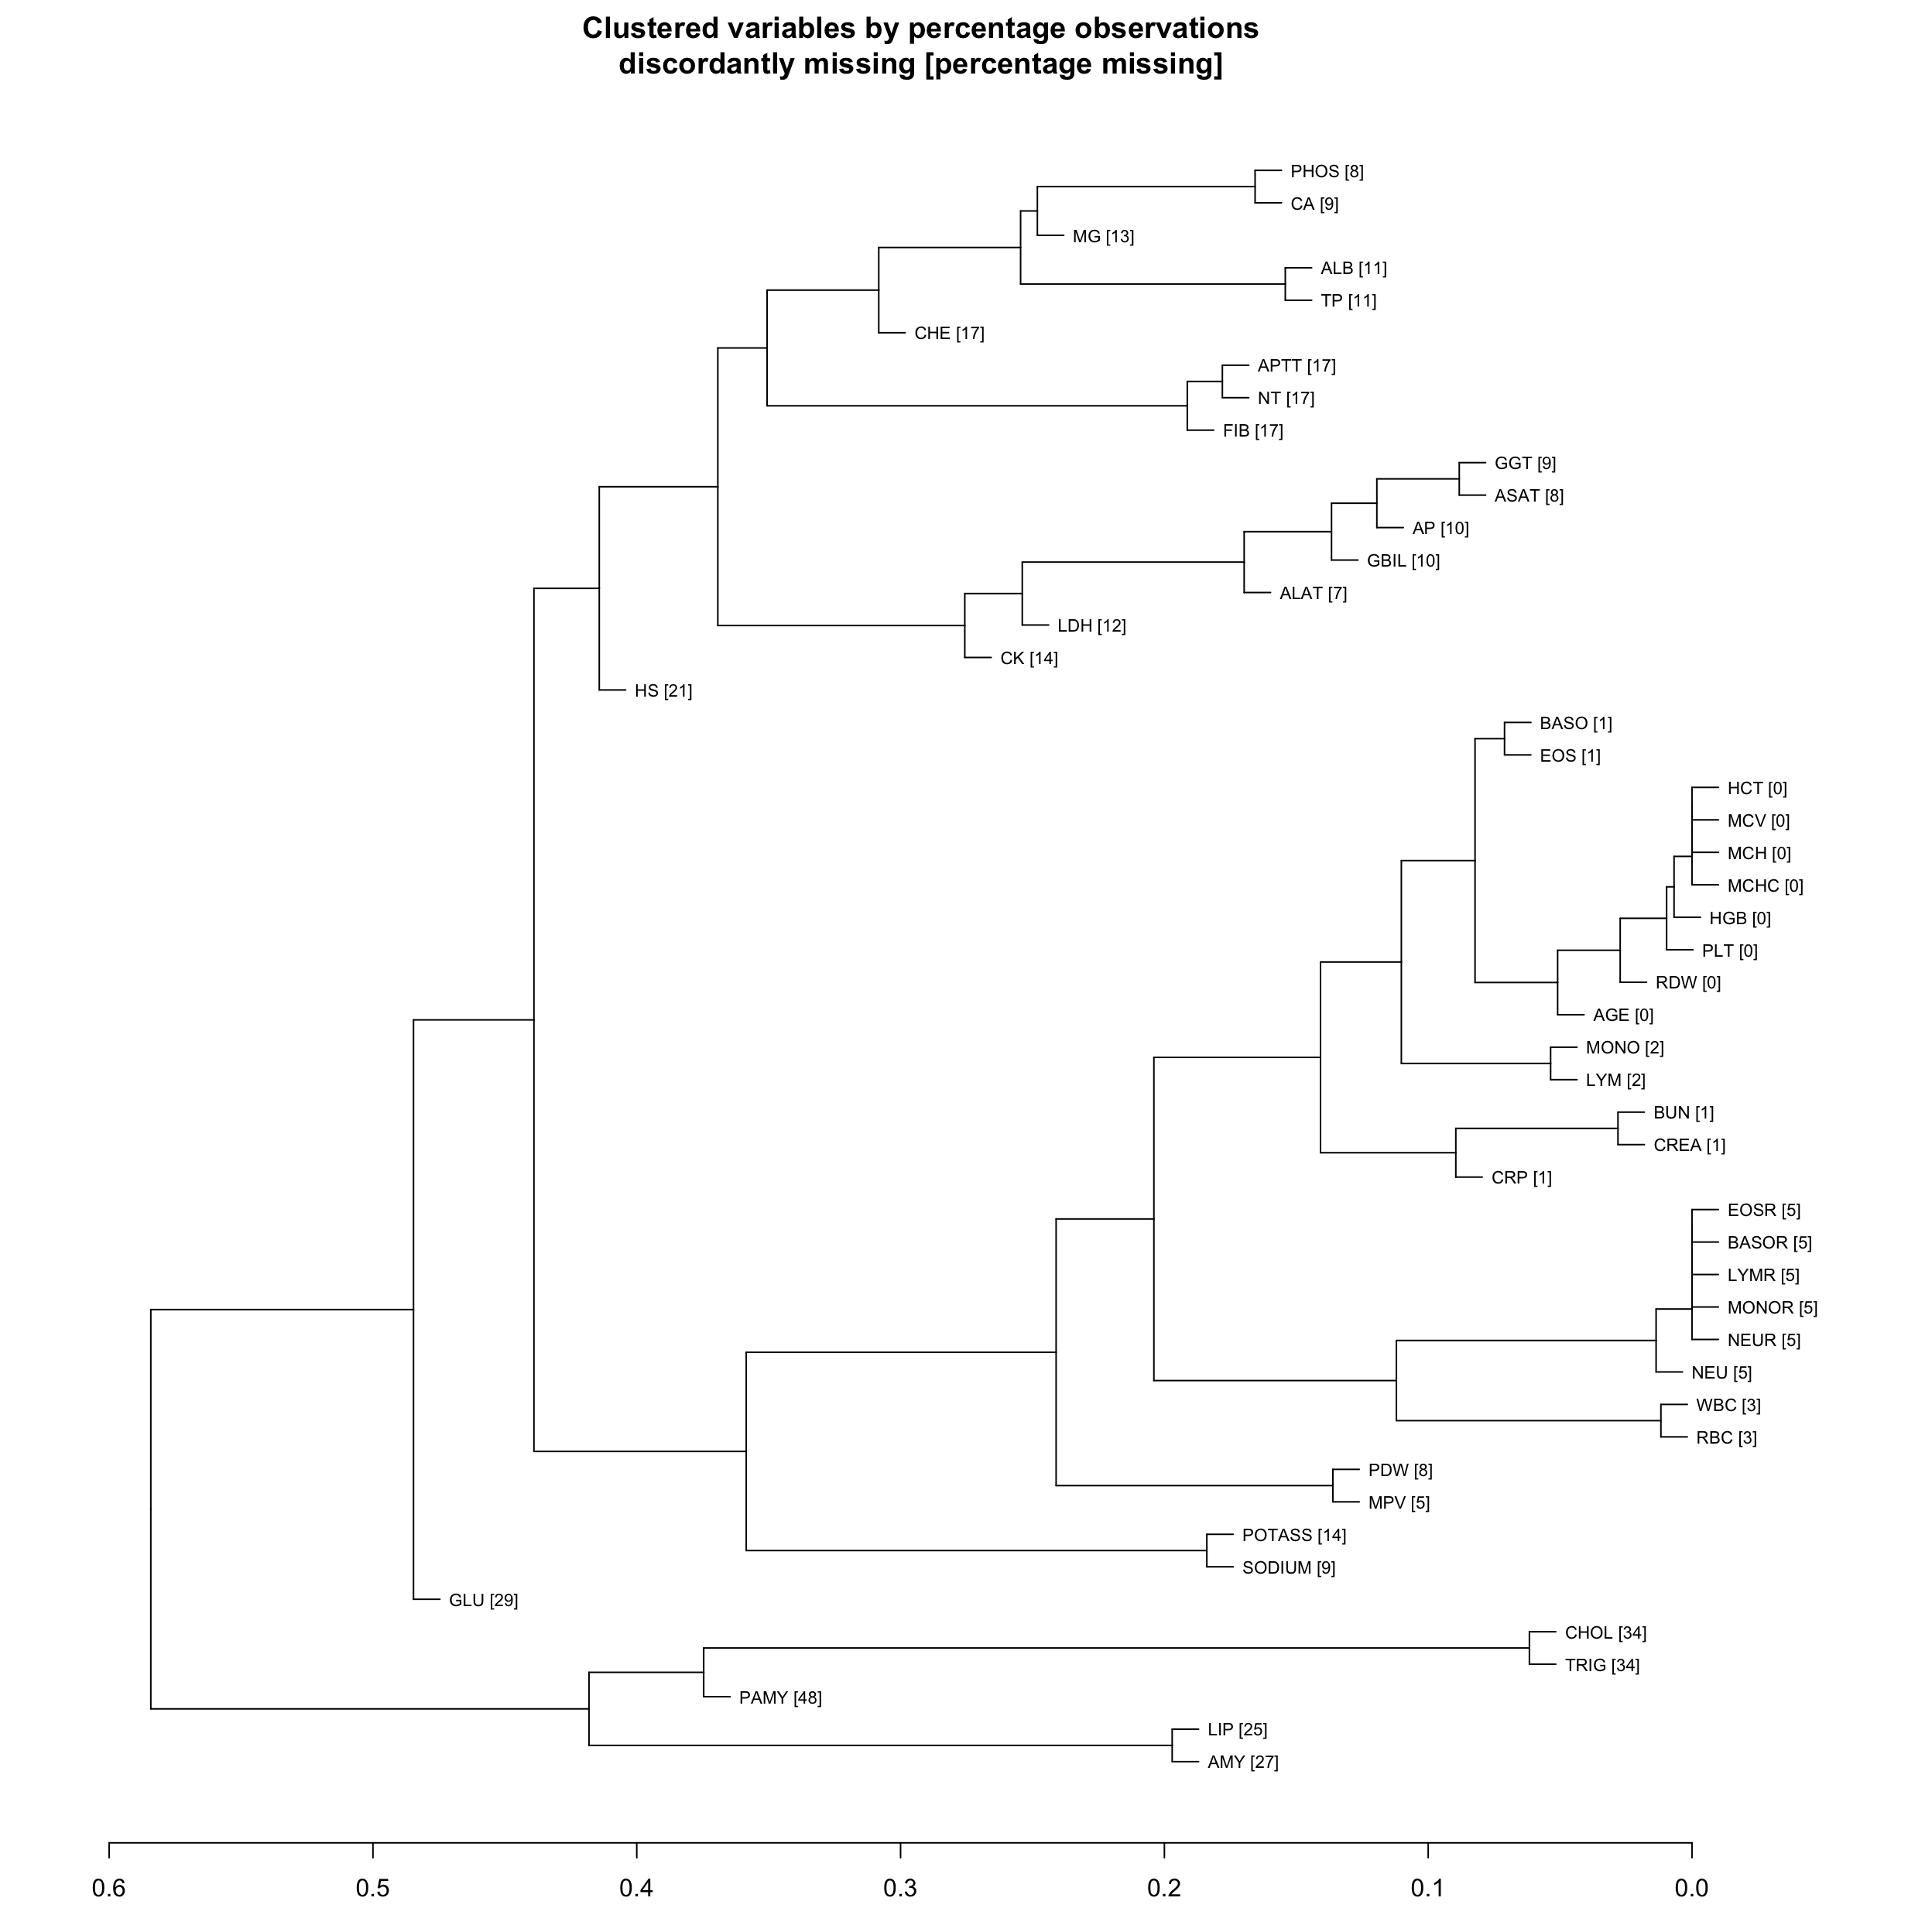 Clustered variables by percentage observations
discordantly missing [percentage missing]
PHOS [8]
CA [9]
MG [13]
ALB [11]
TP [11]
CHE [17]
APTT [17]
NT [17]
FIB [17]
GGT [9]
ASAT [8]
AP [10]
GBIL [10]
ALAT [7]
LDH [12]
CK [14]
HS [21]
BASO [1]
EOS [1]
HCT [0]
MCV [0]
MCH [0]
MCHC [0]
HGB [0]
PLT [0]
RDW [0]
AGE [0]
MONO [2]
LYM [2]
BUN [1]
CREA [1]
CRP [1]
EOSR [5]
BASOR [5]
LYMR [5]
MONOR [5]
NEUR [5]
NEU [5]
WBC [3]
RBC [3]
PDW [8]
MPV [5]
POTASS [14]
SODIUM [9]
GLU [29]
CHOL [34]
TRIG [34]
PAMY [48]
LIP [25]
AMY [27]
0.6 0.5 0.4 0.3 0.2 0.1 0.0